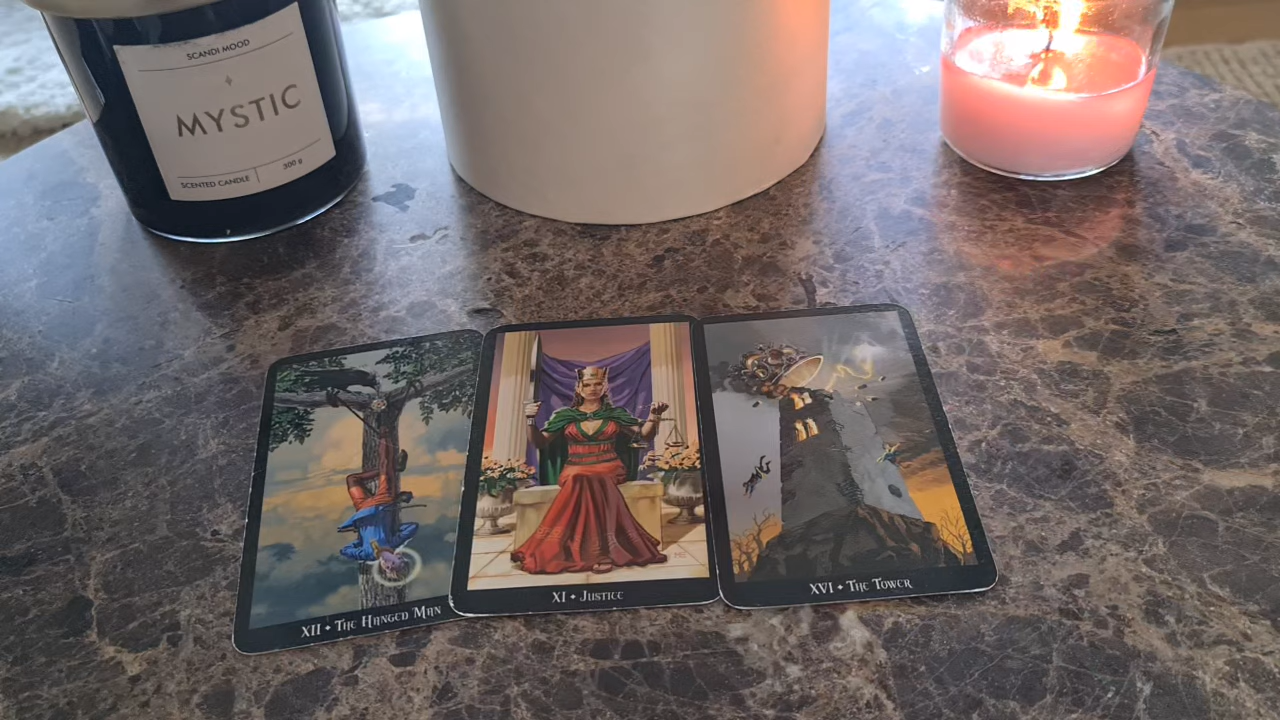 SCANDI MOOD
MYSTIC
SCENTED CANDLE
300 g
XII ♦ The Hanged Man
XI ♦ Justice
XVI ♦ The Tower